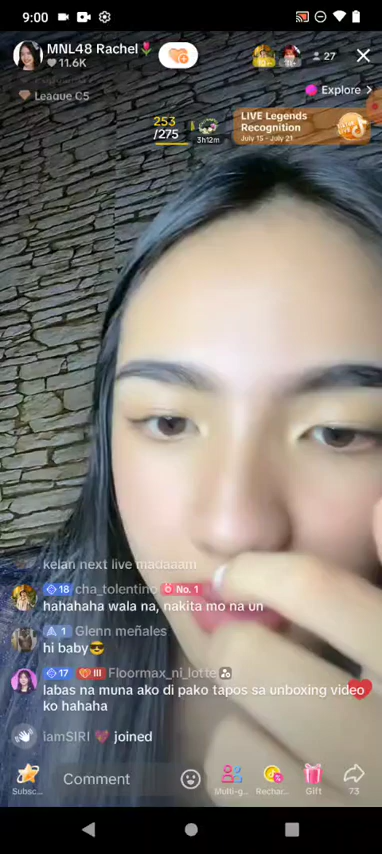 9:00
MNL48 Rachel🌷
11.6K
27
League C5
Explore >
253
/275
3h12m
LIVE Legends
Recognition
July 15 - July 21
kelan next live madaaam
18 cha_tolentino No. 1
hahahaha wala na, nakita mo na un
1 Glenn meñales
hi baby😎
17 III Floormax_ni_lotte
labas na muna ako di pako tapos sa unboxing video
ko hahaha
iamSIRI 💗 joined
Comment
Subsc...
Multi-g...
Rechar...
Gift
73